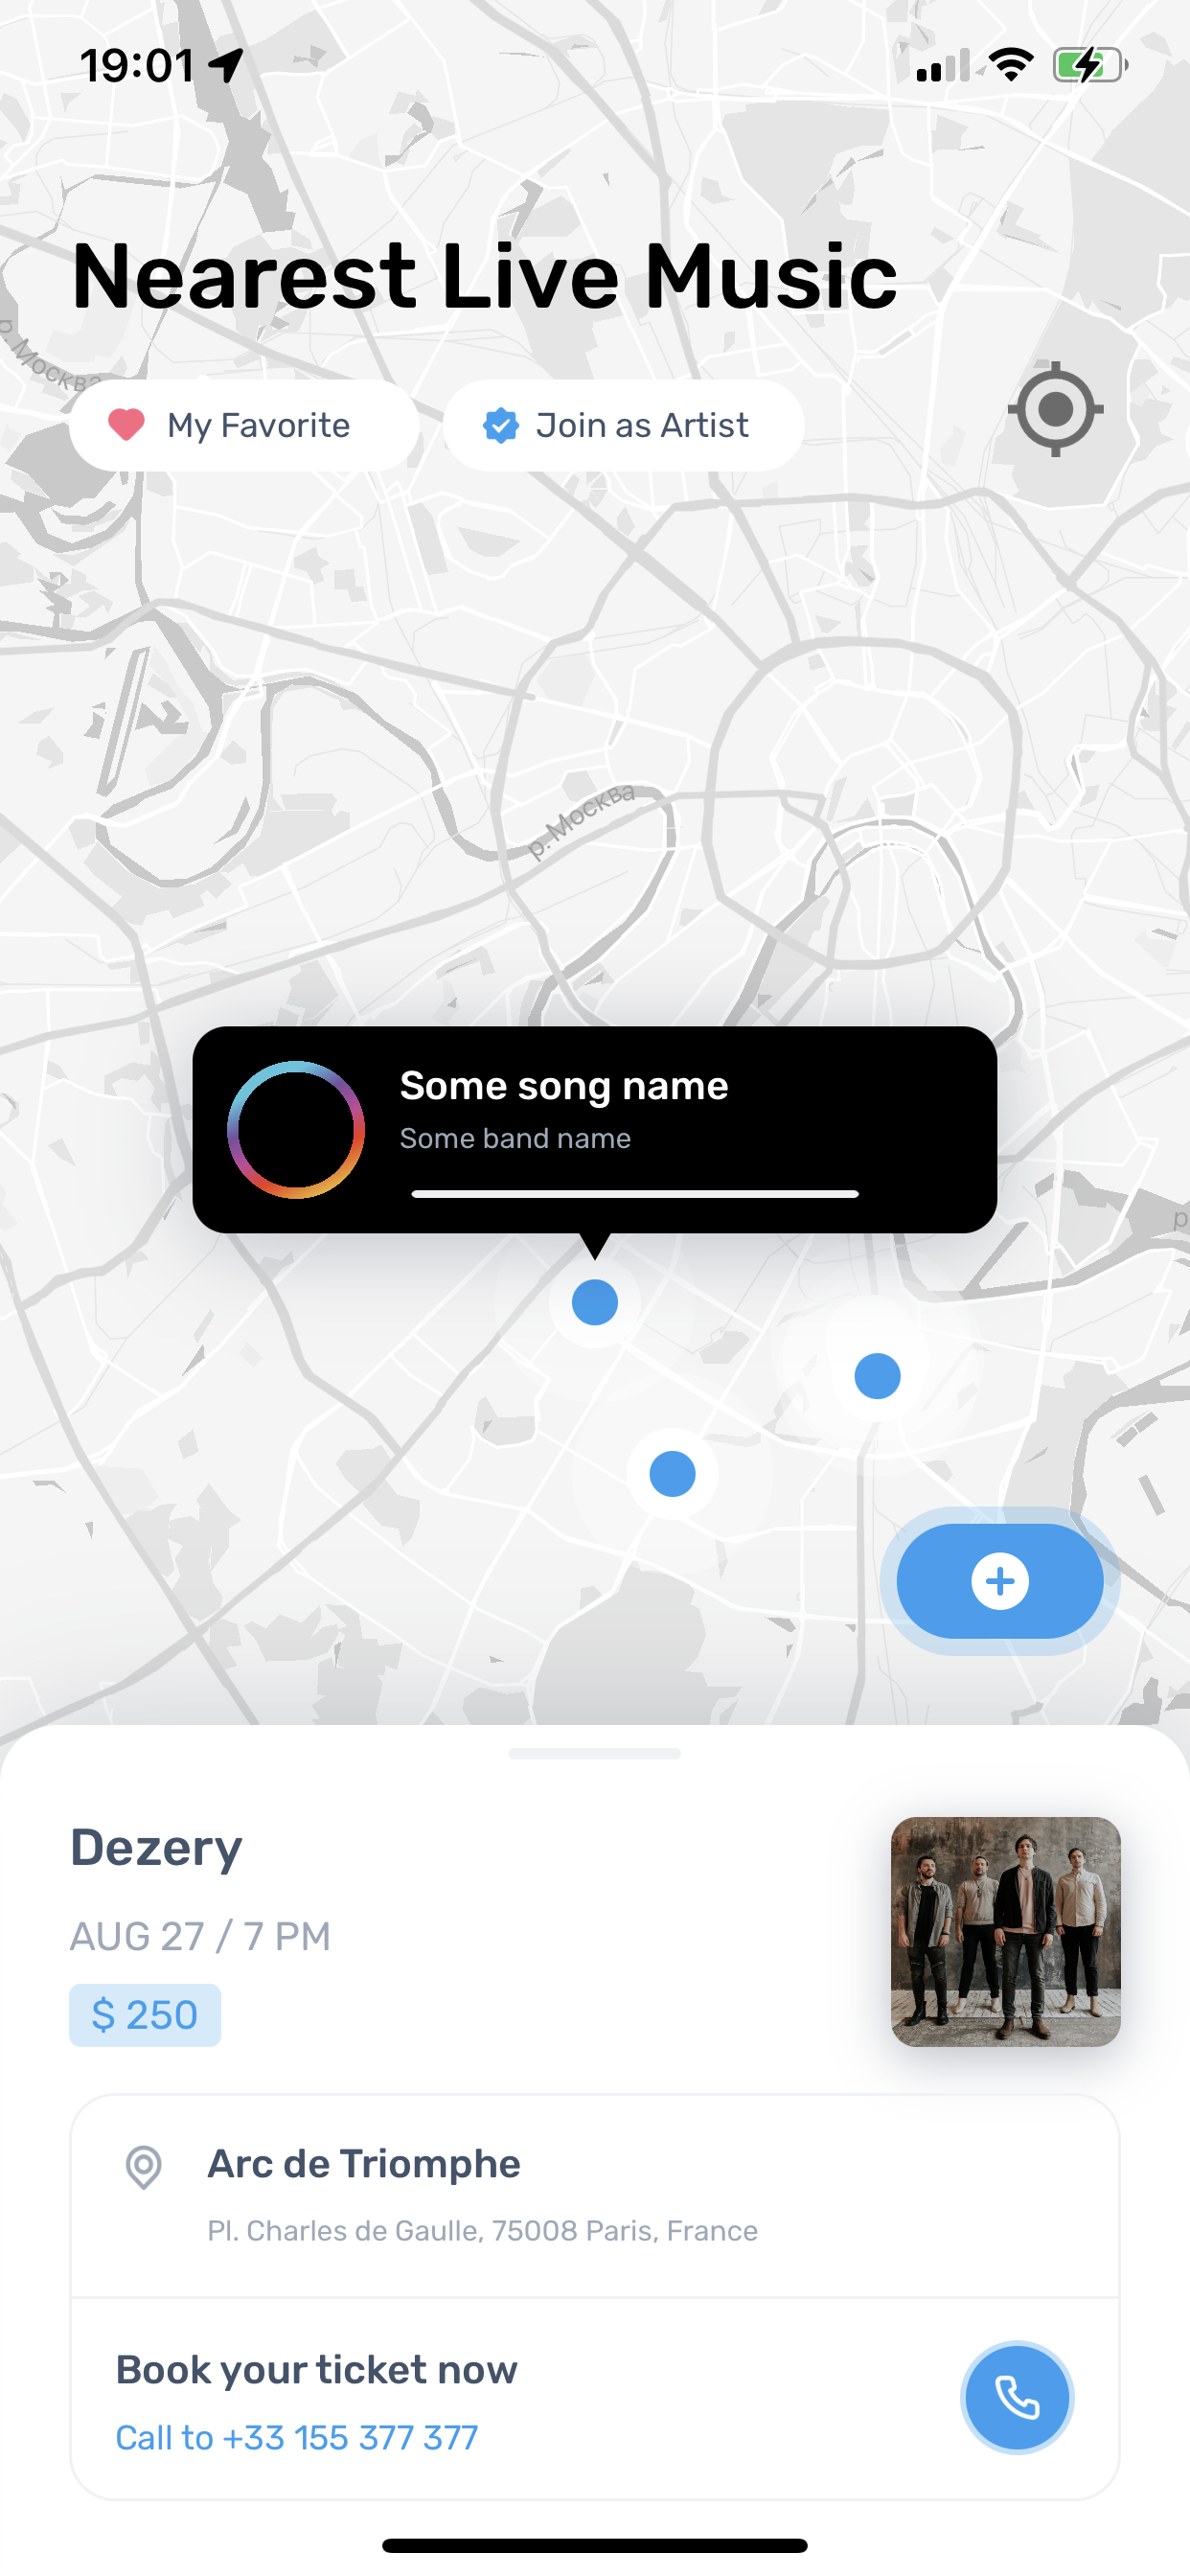 19:01
Nearest Live Music
р. Москва
My Favorite
Join as Artist
р. Москва
Some song name
Some band name
р
Dezery
AUG 27 / 7 PM
$ 250
Arc de Triomphe
Pl. Charles de Gaulle, 75008 Paris, France
Book your ticket now
Call to +33 155 377 377